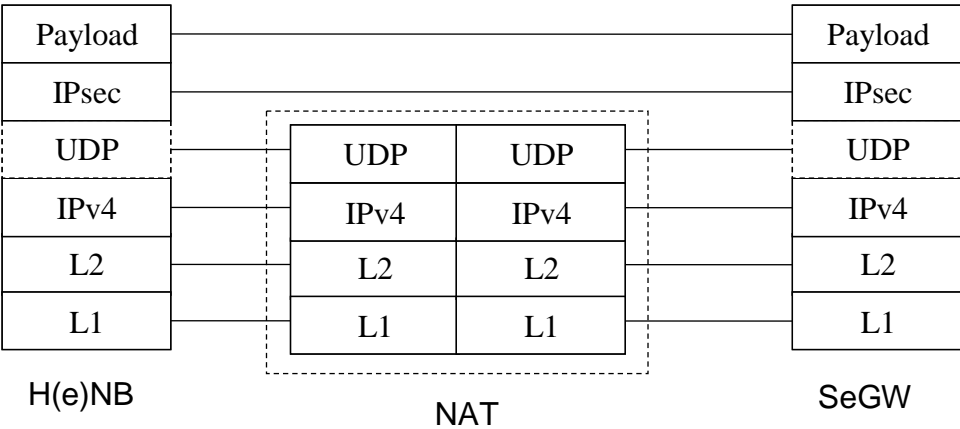 Payload
IPsec
UDP
IPv4
L2
L1
H(e)NB
UDP UDP
IPv4 IPv4
L2 L2
L1 L1
NAT
Payload
IPsec
UDP
IPv4
L2
L1
SeGW